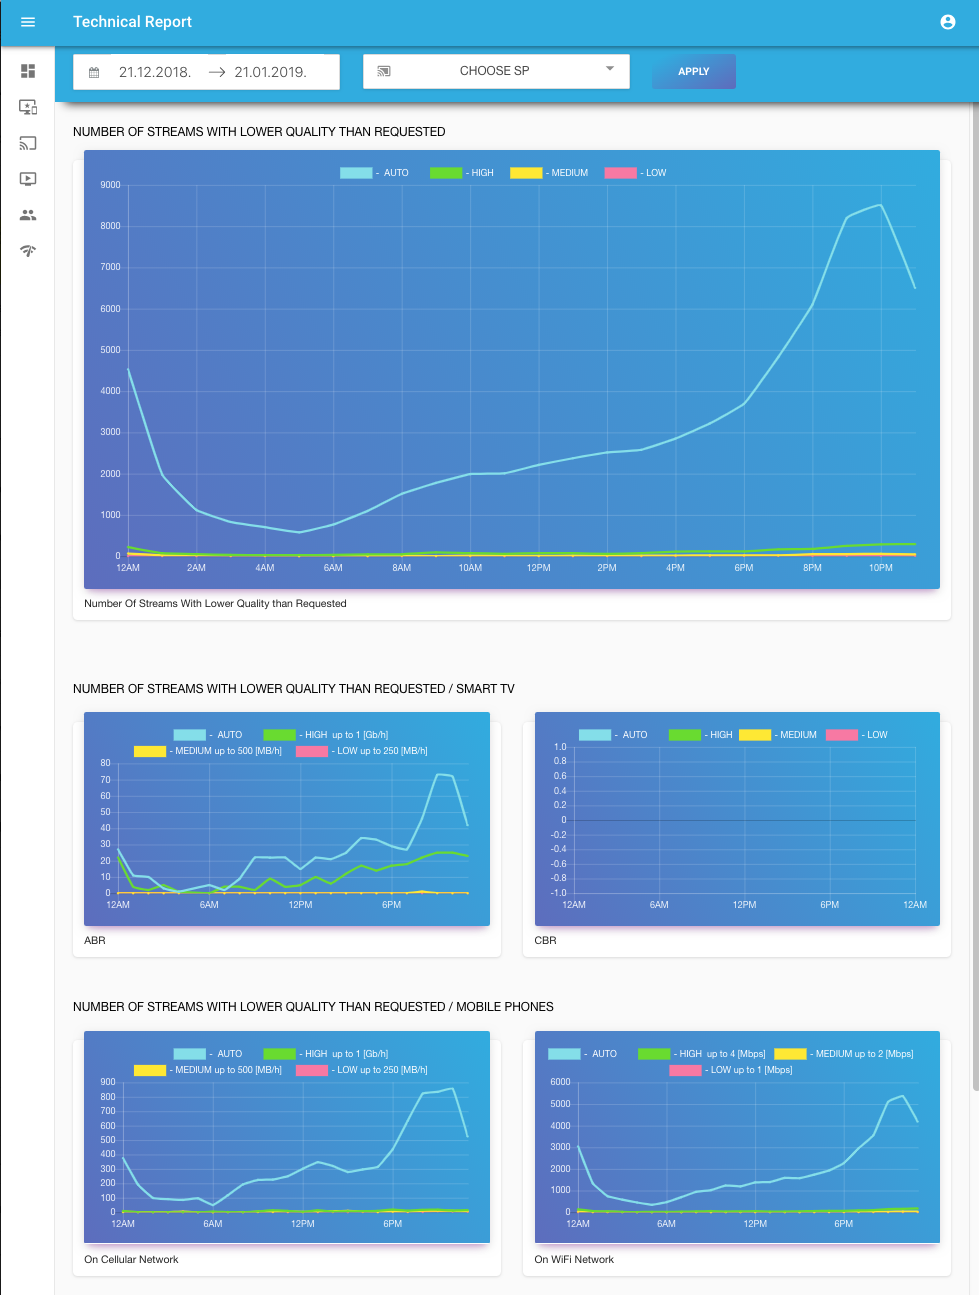 Technical Report
21.12.2018. → 21.01.2019.
CHOOSE SP
APPLY
NUMBER OF STREAMS WITH LOWER QUALITY THAN REQUESTED
- AUTO - HIGH - MEDIUM - LOW
9000
8000
7000
6000
5000
4000
3000
2000
1000
0
12AM 2AM 4AM 6AM 8AM 10AM 12PM 2PM 4PM 6PM 8PM 10PM
Number Of Streams With Lower Quality than Requested
NUMBER OF STREAMS WITH LOWER QUALITY THAN REQUESTED / SMART TV
- AUTO - HIGH up to 1 [Gb/h]
- MEDIUM up to 500 [MB/h] - LOW up to 250 [MB/h]
80
70
60
50
40
30
20
10
0
12AM 6AM 12PM 6PM
ABR
- AUTO - HIGH - MEDIUM - LOW
1.0
0.8
0.6
0.4
0.2
0
-0.2
-0.4
-0.6
-0.8
-1.0
12AM 6AM 12PM 6PM 12AM
CBR
NUMBER OF STREAMS WITH LOWER QUALITY THAN REQUESTED / MOBILE PHONES
- AUTO - HIGH up to 1 [Gb/h]
- MEDIUM up to 500 [MB/h] - LOW up to 250 [MB/h]
900
800
700
600
500
400
300
200
100
0
12AM 6AM 12PM 6PM
On Cellular Network
- AUTO - HIGH up to 4 [Mbps] - MEDIUM up to 2 [Mbps]
- LOW up to 1 [Mbps]
6000
5000
4000
3000
2000
1000
0
12AM 6AM 12PM 6PM
On WiFi Network